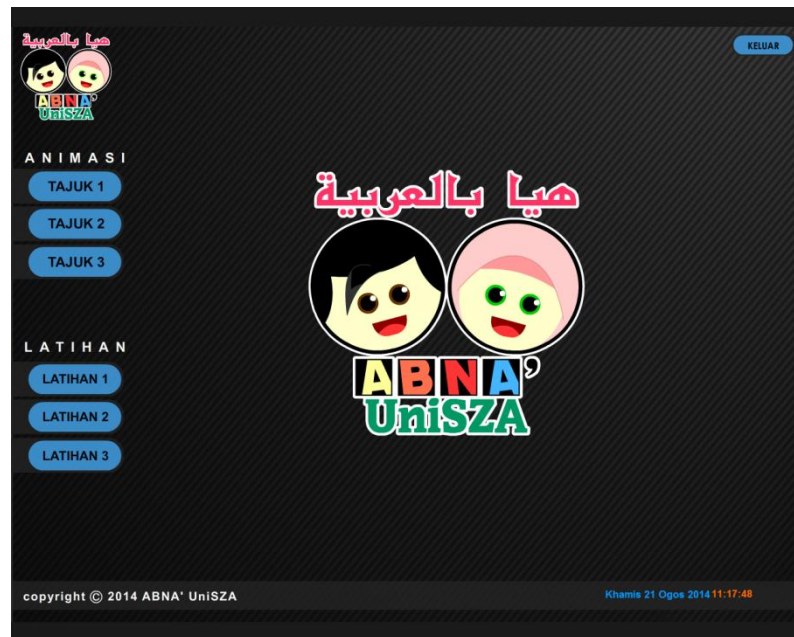 هيا بالعربية
ABNA'
UniSZA
KELUAR
ANIMASI
TAJUK 1
TAJUK 2
TAJUK 3
هيا بالعربية
ABNA'
UniSZA
LATIHAN
LATIHAN 1
LATIHAN 2
LATIHAN 3
copyright © 2014 ABNA' UniSZA
Khamis 21 Ogos 2014 11:17:48